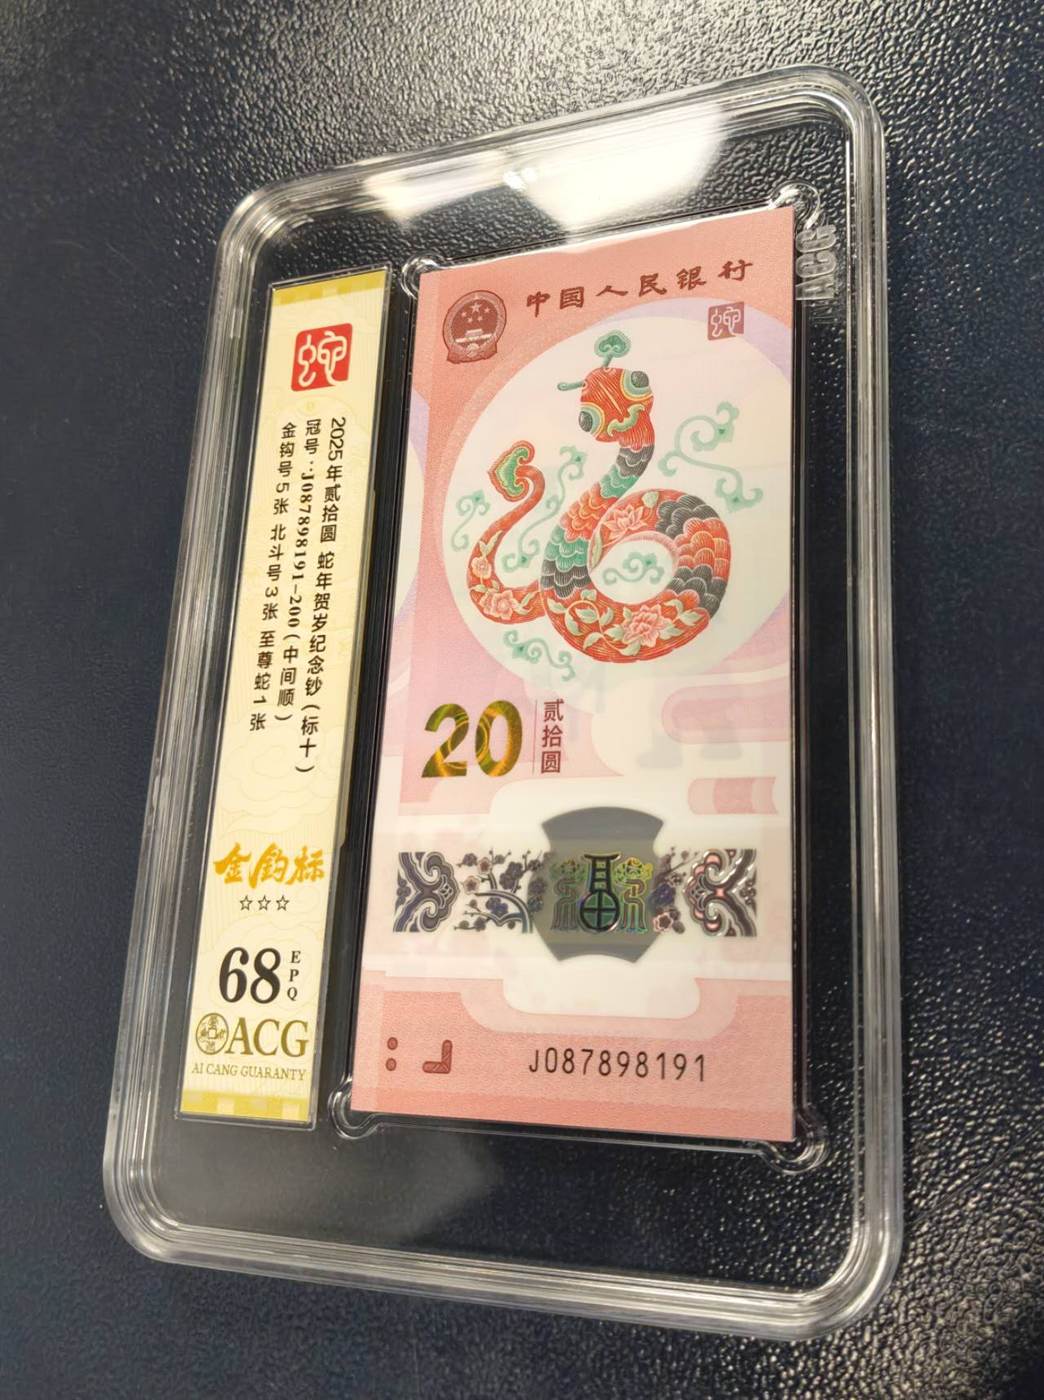 蛇
2025年贰拾圆 蛇年贺岁纪念钞(标十)
冠号:J087898191-200(中间顺)
金钩号5张 北斗号3张 至尊蛇1张
金钩标
☆☆☆
68
EPQ
ACG
AI CANG GUARANTY
中国人民银行
蛇
20
贰拾圆
J087898191
ACG